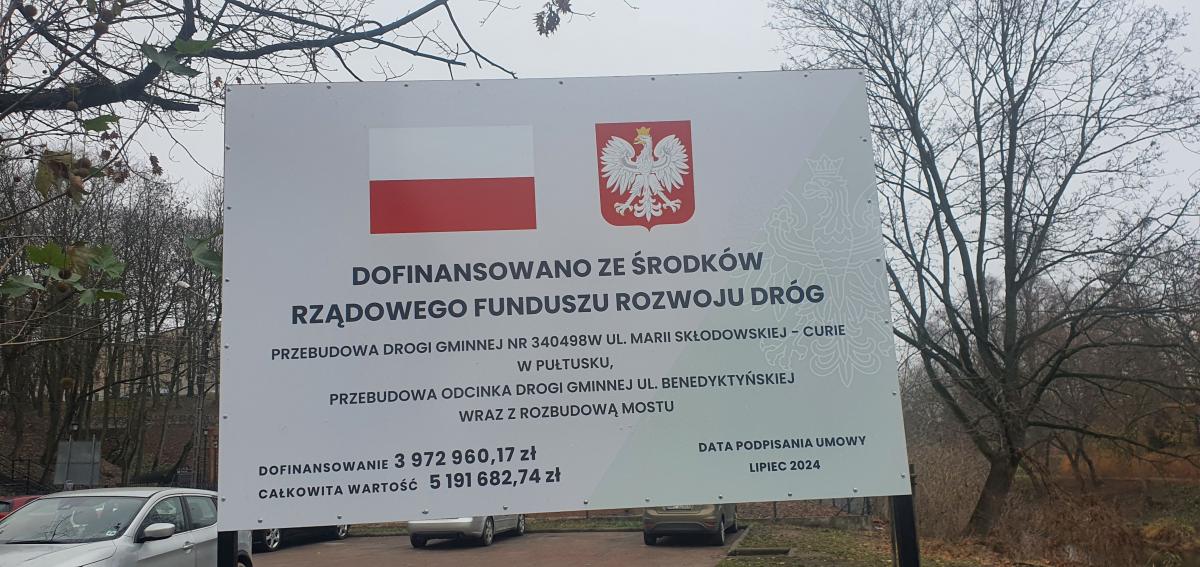 DOFINANSOWANO ZE ŚRODKÓW
RZĄDOWEGO FUNDUSZU ROZWOJU DRÓG
PRZEBUDOWA DROGI GMINNEJ NR 340498W UL. MARII SKŁODOWSKIEJ - CURIE
W PUŁTUSKU,
PRZEBUDOWA ODCINKA DROGI GMINNEJ UL. BENEDYKTYŃSKIEJ
WRAZ Z ROZBUDOWĄ MOSTU
DOFINANSOWANIE 3 972 960,17 zł
CAŁKOWITA WARTOŚĆ 5 191 682,74 zł
DATA PODPISANIA UMOWY
LIPIEC 2024